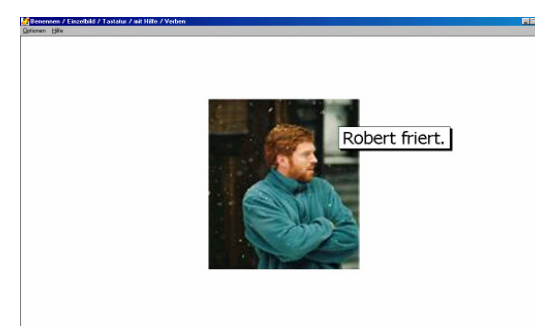 Benennen / Einzelbild / Tastatur / mit Hilfe / Verben
Optionen Hilfe
Robert friert.